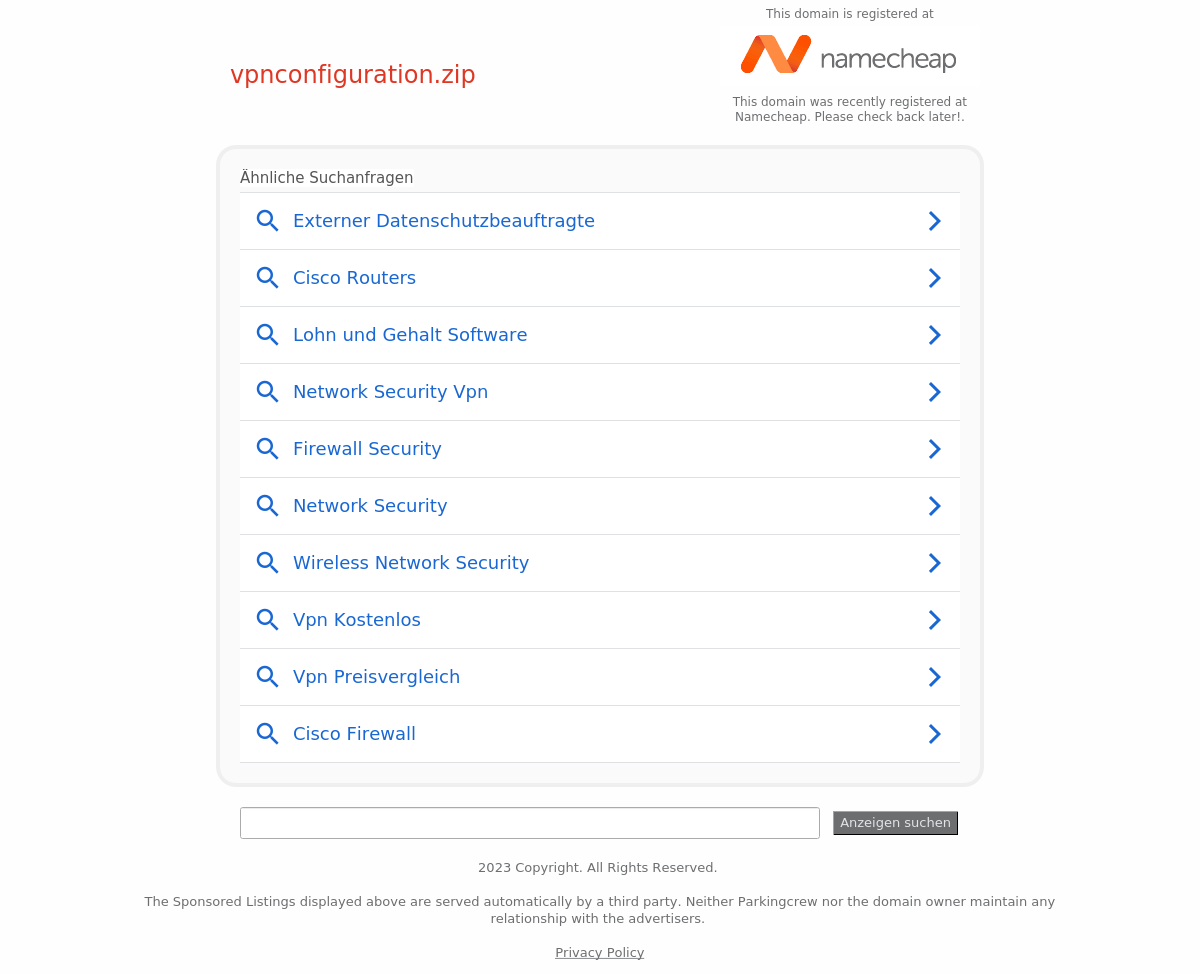 This domain is registered at
namecheap
vpnconfiguration.zip
This domain was recently registered at
Namecheap. Please check back later!.
Ähnliche Suchanfragen
Externer Datenschutzbeauftragte
Cisco Routers
Lohn und Gehalt Software
Network Security Vpn
Firewall Security
Network Security
Wireless Network Security
Vpn Kostenlos
Vpn Preisvergleich
Cisco Firewall
Anzeigen suchen
2023 Copyright. All Rights Reserved.
The Sponsored Listings displayed above are served automatically by a third party. Neither Parkingcrew nor the domain owner maintain any
relationship with the advertisers.
Privacy Policy